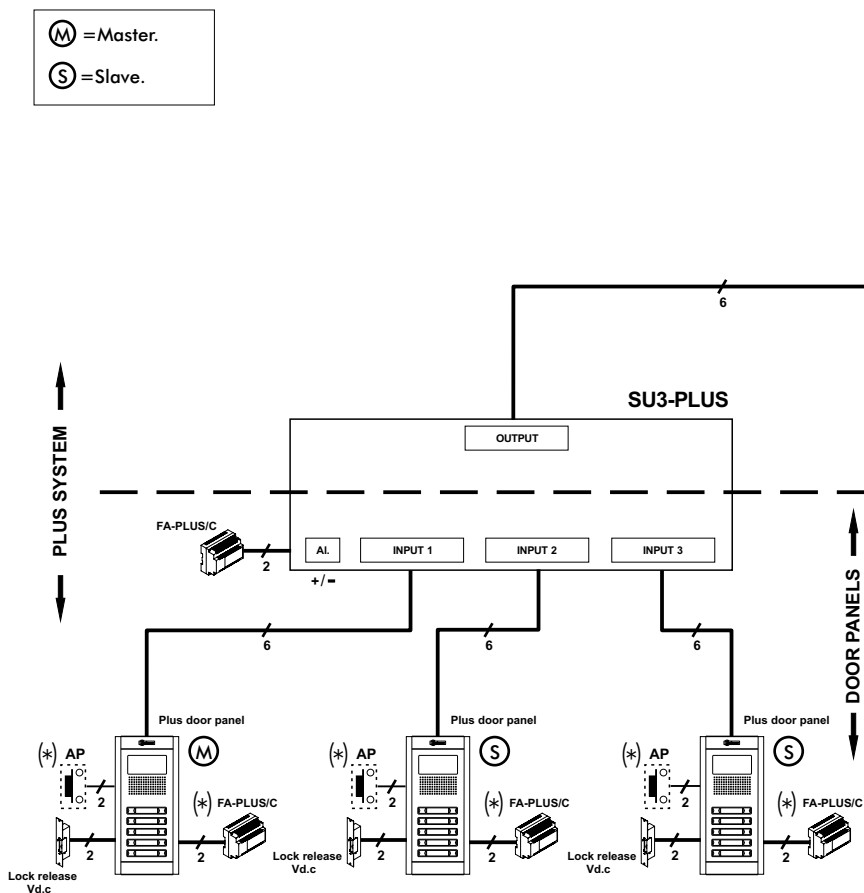 M =Master.
S =Slave.
6
SU3-PLUS
OUTPUT
PLUS SYSTEM
FA-PLUS/C
2
AI.
INPUT 1
INPUT 2
INPUT 3
+/-
DOOR PANELS
6
6
6
Plus door panel
Plus door panel
Plus door panel
M
S
S
(*) AP
(*) AP
(*) AP
2
2
2
(*) FA-PLUS/C
(*) FA-PLUS/C
(*) FA-PLUS/C
2
2
2
2
2
2
Lock release
Vd.c
Lock release
Vd.c
Lock release
Vd.c